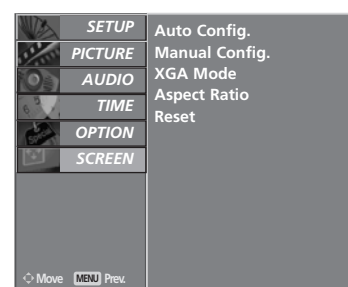 SETUP
PICTURE
AUDIO
TIME
OPTION
SCREEN
Auto Config.
Manual Config.
XGA Mode
Aspect Ratio
Reset
Move MENU Prev.